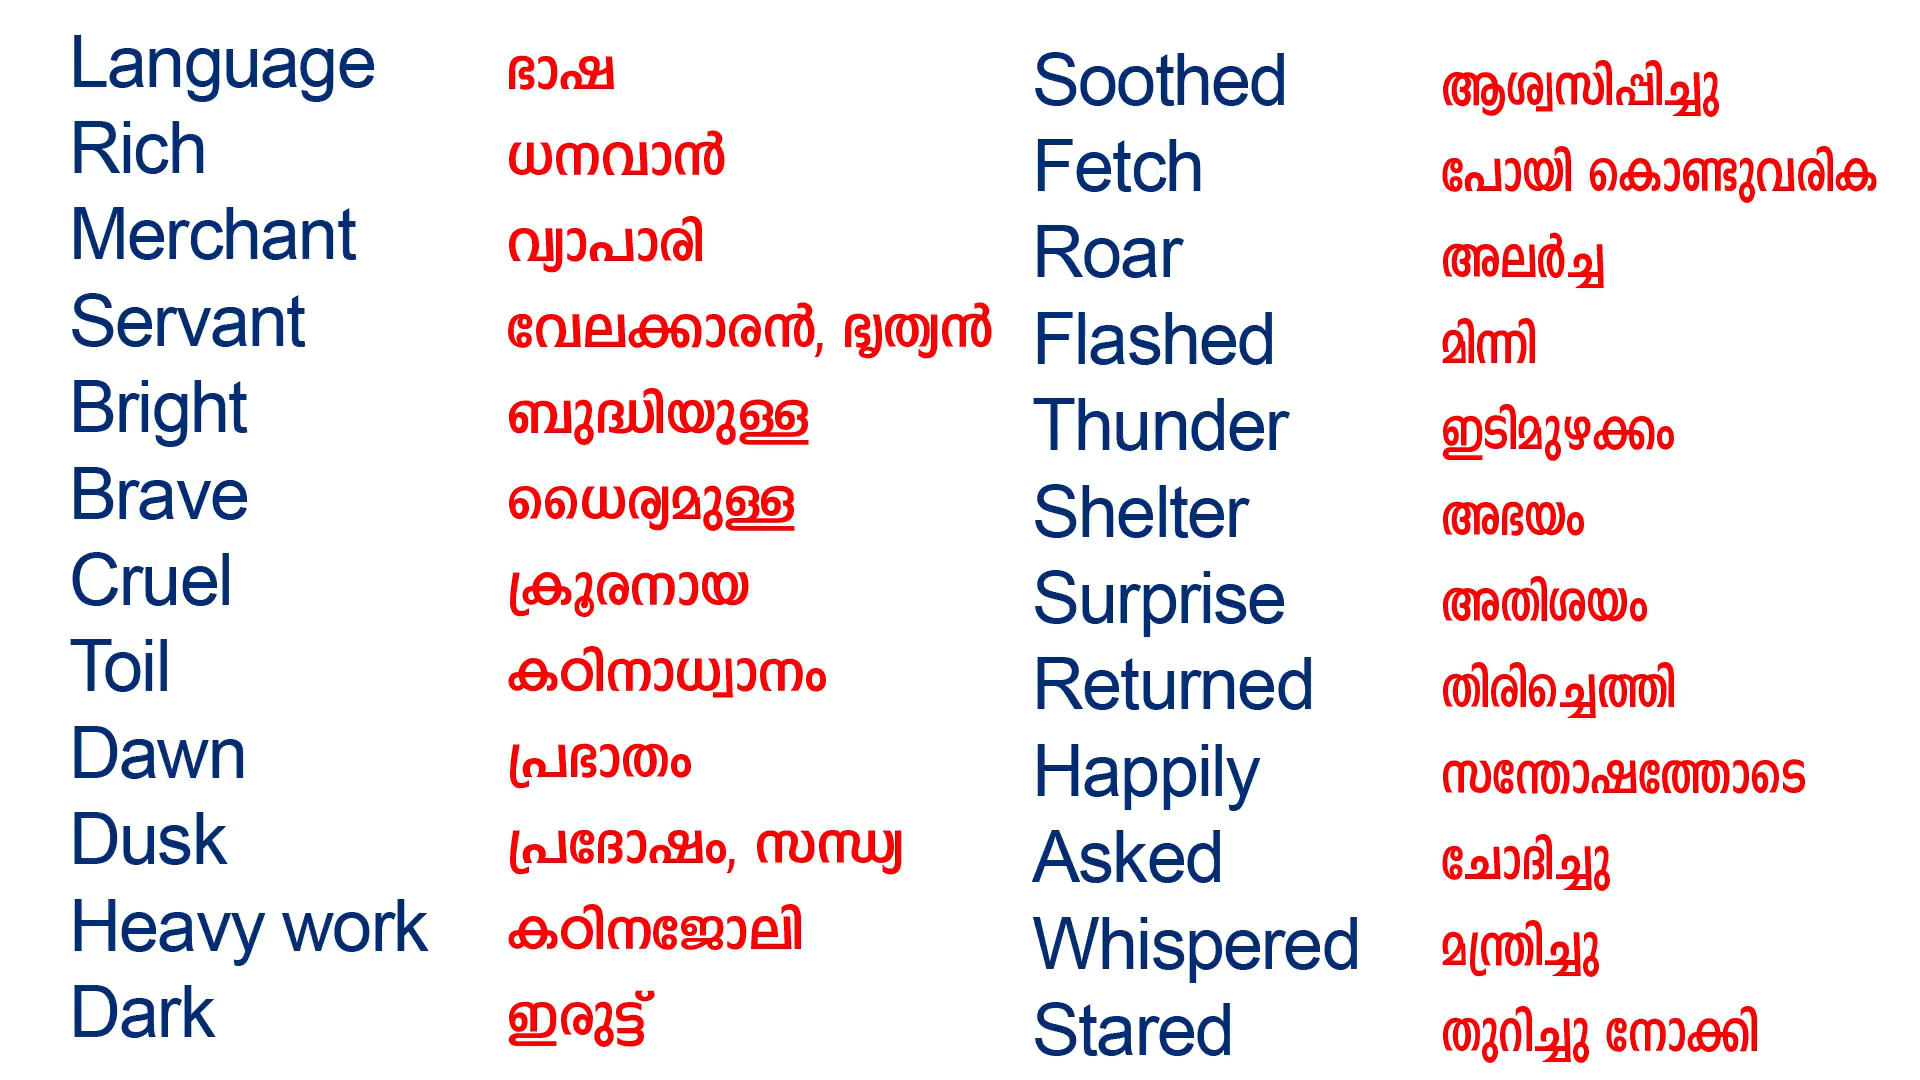 Language ഭാഷ
Rich ധനവാൻ
Merchant വ്യാപാരി
Servant വേലക്കാരൻ, ഭൃത്യൻ
Bright ബുദ്ധിയുള്ള
Brave ധൈര്യമുള്ള
Cruel ക്രൂരനായ
Toil കഠിനാധ്വാനം
Dawn പ്രഭാതം
Dusk പ്രദോഷം, സന്ധ്യ
Heavy work കഠിനജോലി
Dark ഇരുട്ട്
Soothed ആശ്വസിപ്പിച്ചു
Fetch പോയി കൊണ്ടുവരിക
Roar അലർച്ച
Flashed മിന്നി
Thunder ഇടിമുഴക്കം
Shelter അഭയം
Surprise അതിശയം
Returned തിരിച്ചെത്തി
Happily സന്തോഷത്തോടെ
Asked ചോദിച്ചു
Whispered മന്ത്രിച്ചു
Stared തുറിച്ചു നോക്കി